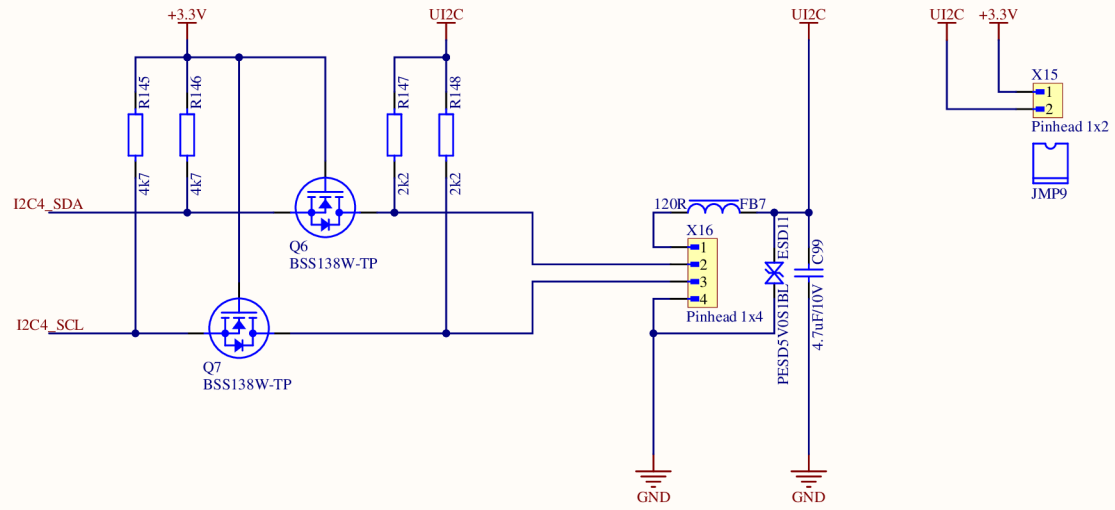 +3.3V
UI2C
UI2C
UI2C
+3.3V
R145
R146
R147
R148
X15
1
2
Pinhead 1x2
4k7
4k7
2k2
2k2
JMP9
I2C4_SDA
120R
FB7
ESD11
Q6
BSS138W-TP
X16
1
2
3
4
Pinhead 1x4
PESD5V0S1BL
C99
4.7uF/10V
I2C4_SCL
Q7
BSS138W-TP
GND
GND